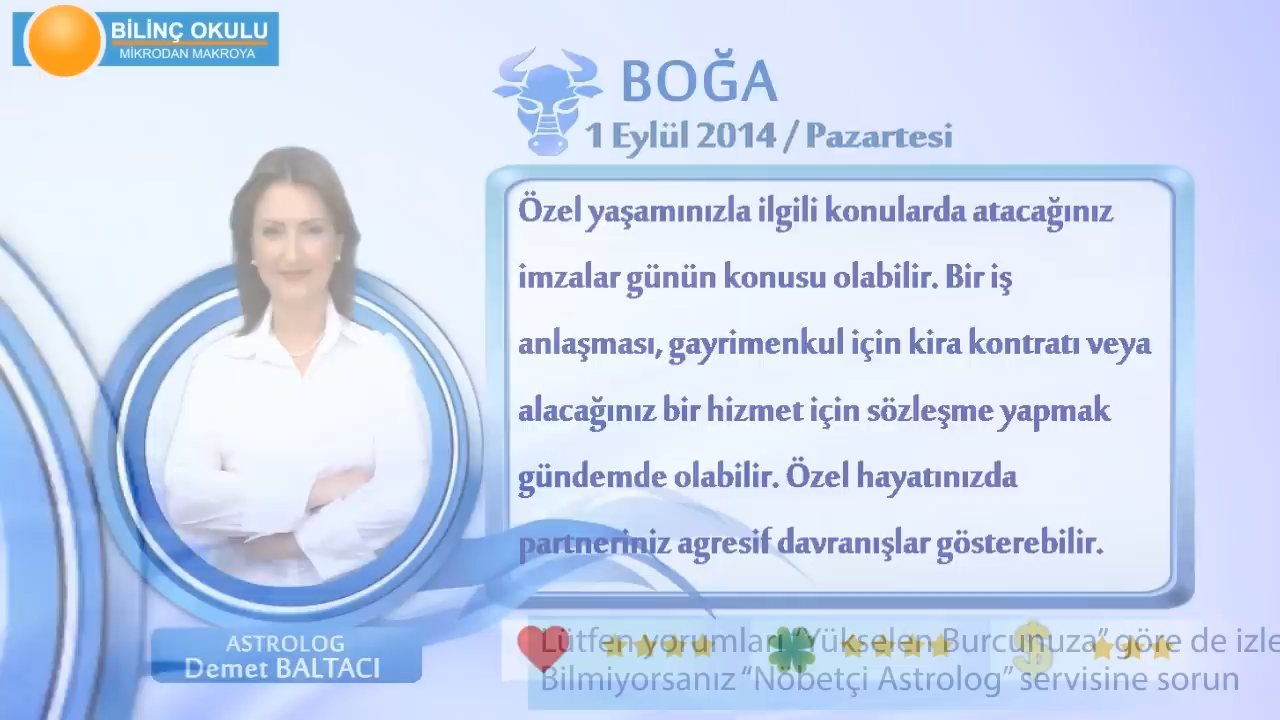 BİLİNÇ OKULU
MİKRODAN MAKROYA
BOĞA
1 Eylül 2014 / Pazartesi
Özel yaşamınızla ilgili konularda atacağınız
imzalar günün konusu olabilir. Bir iş
anlaşması, gayrimenkul için kira kontratı veya
alacağınız bir hizmet için sözleşme yapmak
gündemde olabilir. Özel hayatınızda
partneriniz agresif davranışlar gösterebilir.
ASTROLOG
Demet BALTACI
Lütfen yorumları “Yükselen Burcunuza” göre de izle
Bilmiyorsanız “Nöbetçi Astrolog” servisine sorun